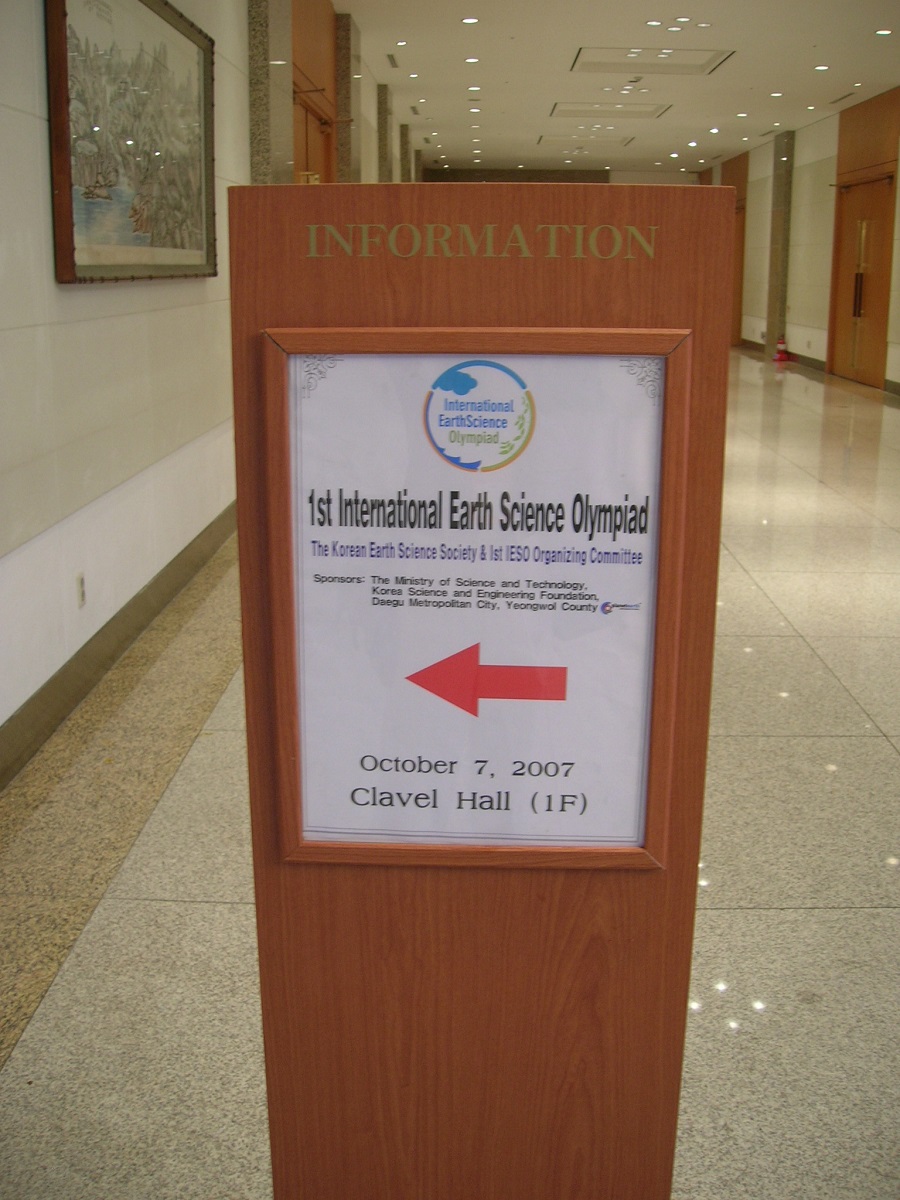 INFORMATION
International
EarthScience
Olympiad
1st International Earth Science Olympiad
The Korean Earth Science Society & Ist IESO Organizing Committee
Sponsors: The Ministry of Science and Technology,
Korea Science and Engineering Foundation,
Daegu Metropolitan City, Yeongwol County
October 7, 2007
Clavel Hall (1F)